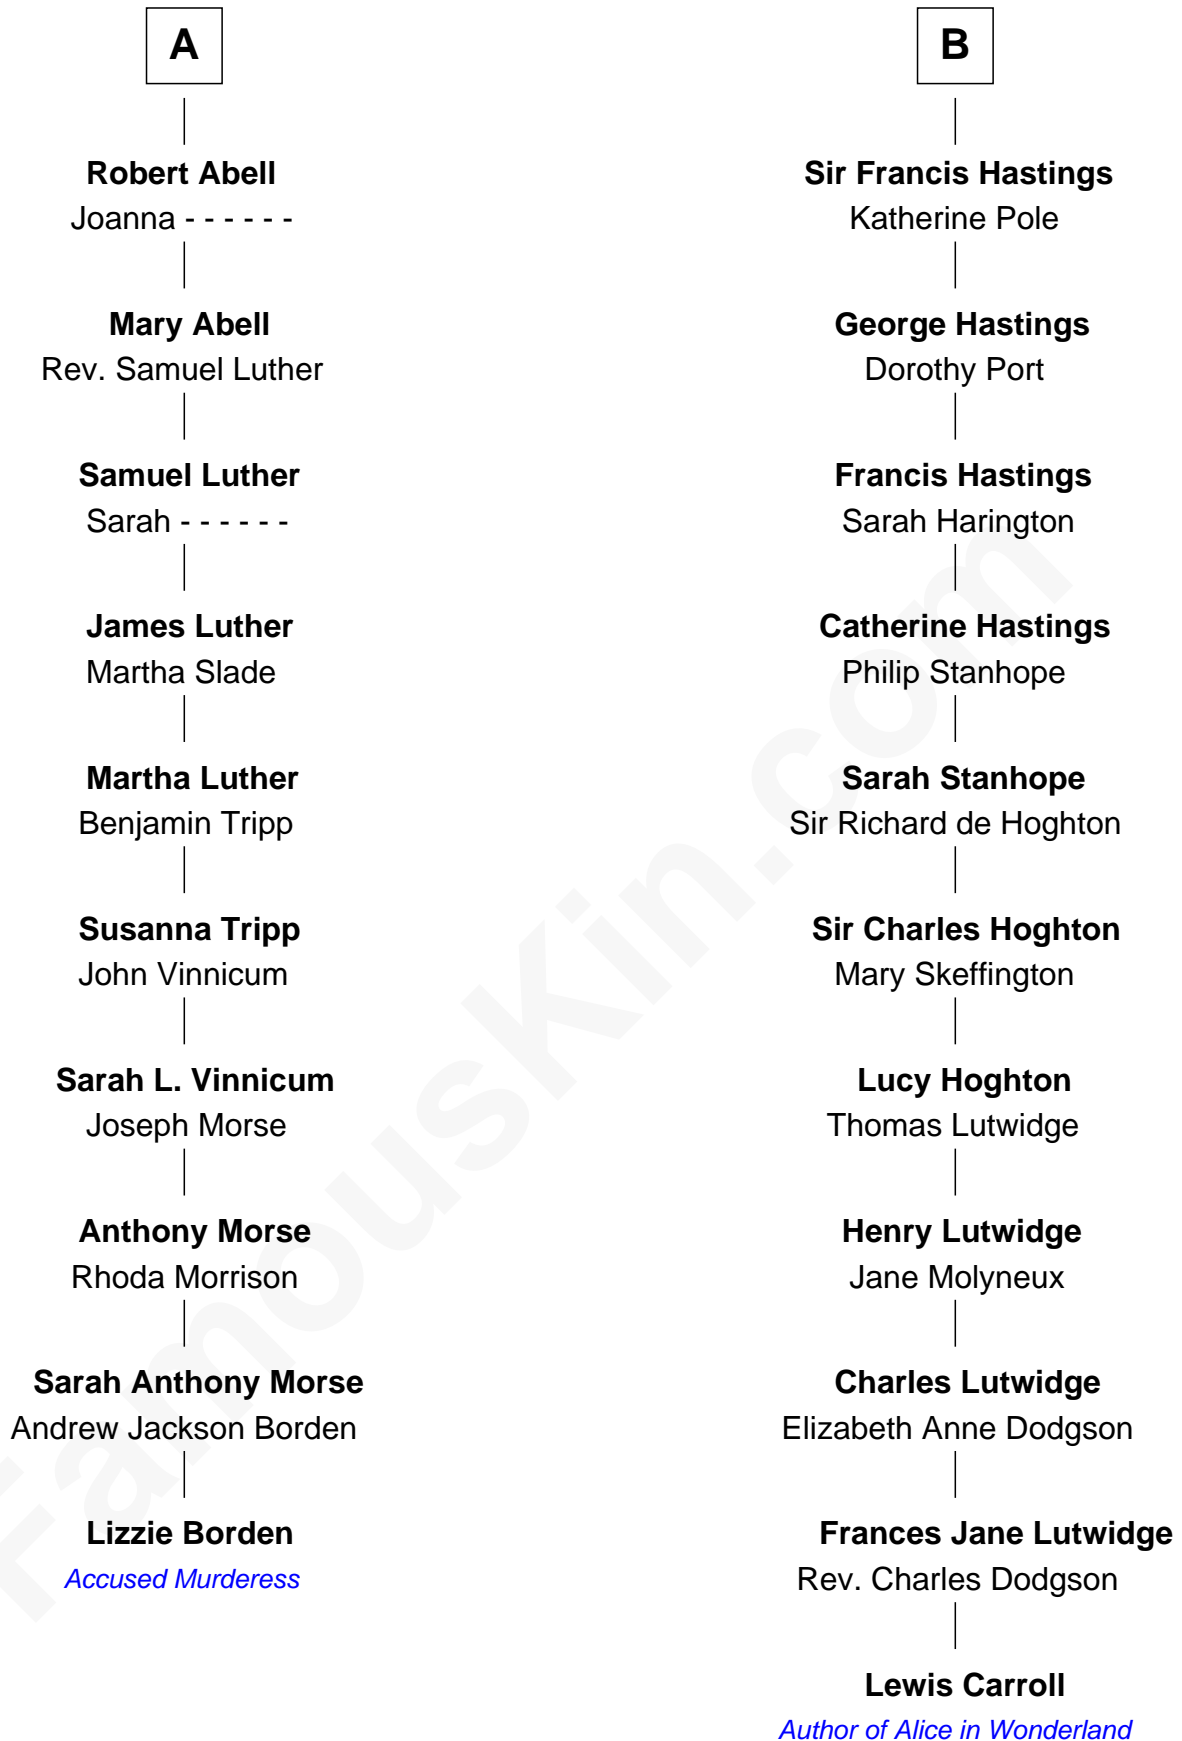 A
Robert Abell
Joanna - - - - - -
Mary Abell
Rev. Samuel Luther
Samuel Luther
Sarah - - - - - -
James Luther
Martha Slade
Martha Luther
Benjamin Tripp
Susanna Tripp
John Vinnicum
Sarah L. Vinnicum
Joseph Morse
Anthony Morse
Rhoda Morrison
Sarah Anthony Morse
Andrew Jackson Borden
Lizzie Borden
Accused Murderess
B
Sir Francis Hastings
Katherine Pole
George Hastings
Dorothy Port
Francis Hastings
Sarah Harington
Catherine Hastings
Philip Stanhope
Sarah Stanhope
Sir Richard de Hoghton
Sir Charles Hoghton
Mary Skeffington
Lucy Hoghton
Thomas Lutwidge
Henry Lutwidge
Jane Molyneux
Charles Lutwidge
Elizabeth Anne Dodgson
Frances Jane Lutwidge
Rev. Charles Dodgson
Lewis Carroll
Author of Alice in Wonderland
FamousKin.com